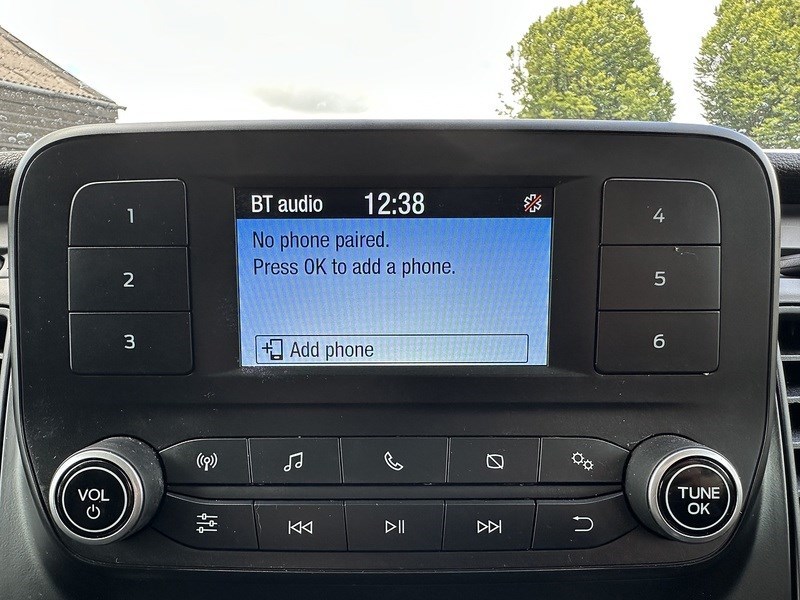 BT audio 12:38
No phone paired.
Press OK to add a phone.
Add phone
1
2
3
4
5
6
VOL
TUNE
OK